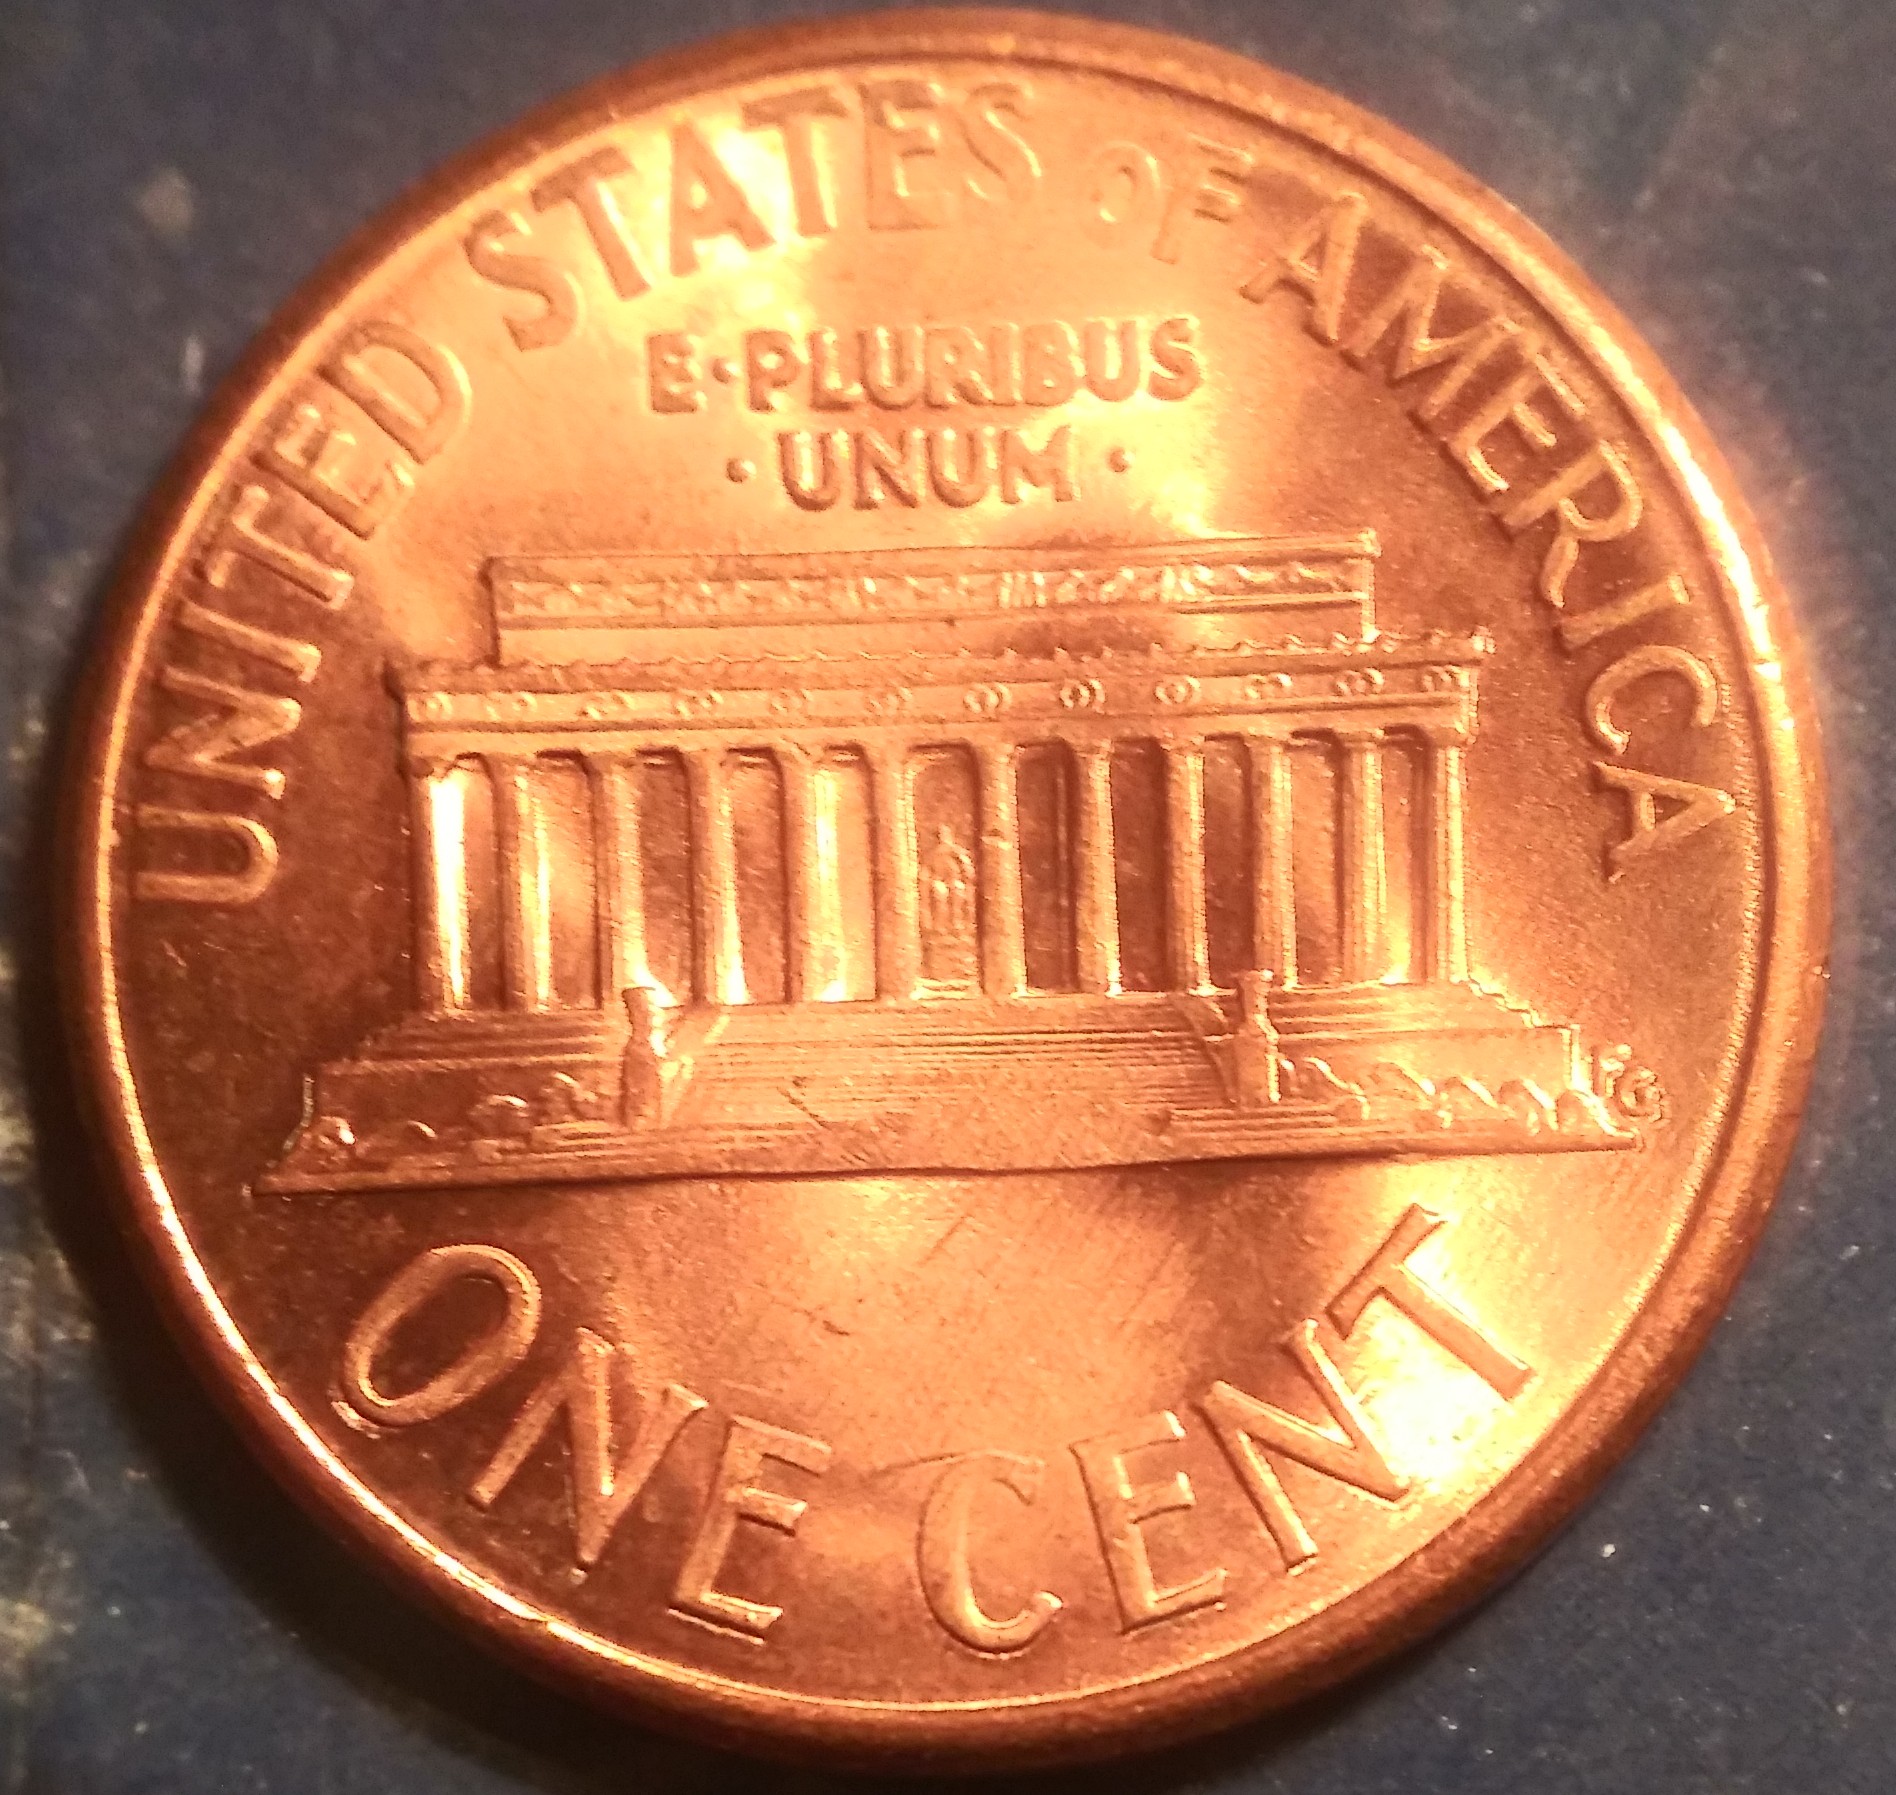 UNITED STATES OF AMERICA
E·PLURIBUS
·UNUM·
FG
ONE CENT